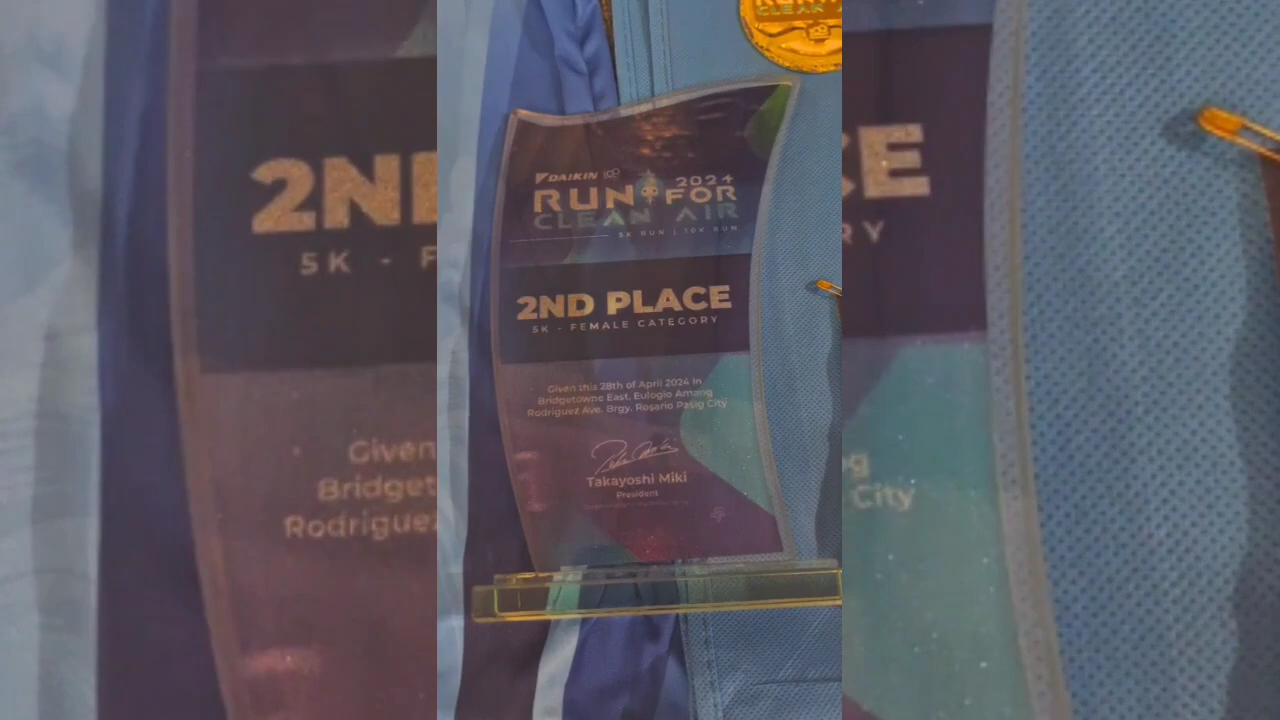 DAIKIN 100
2024
RUN FOR
CLEAN AIR
5K RUN | 10K RUN
2ND PLACE
5K - FEMALE CATEGORY
Given this 28th of April 2024 in
Bridgetowne East, Eulogio Amang
Rodriguez Ave. Brgy. Rosario Pasig City
Takayoshi Miki
President